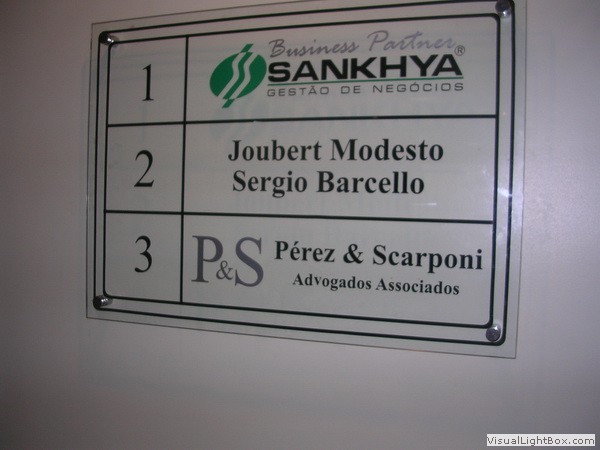 1
Business Partner
SANKHYA®
GESTÃO DE NEGÓCIOS
2
Joubert Modesto
Sergio Barcello
3
P&S
Pérez & Scarponi
Advogados Associados
VisualLightBox.com